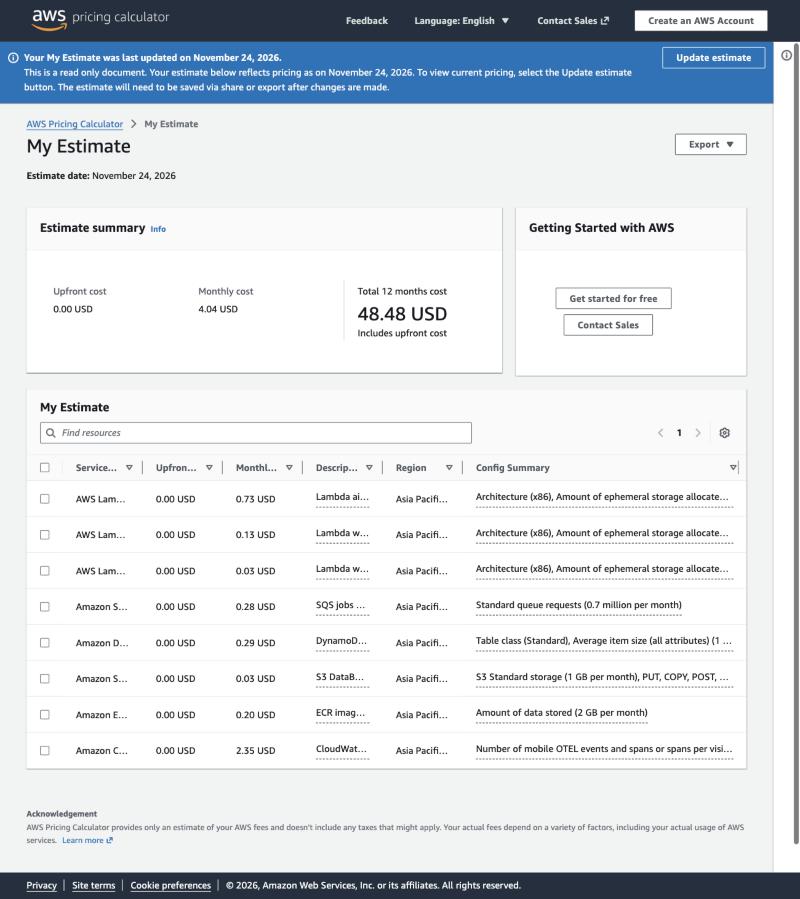 aws pricing calculator
Feedback Language: English Contact Sales Create an AWS Account
Your My Estimate was last updated on November 24, 2026.
This is a read only document. Your estimate below reflects pricing as on November 24, 2026. To view current pricing, select the Update estimate
button. The estimate will need to be saved via share or export after changes are made.
Update estimate
AWS Pricing Calculator My Estimate
My Estimate
Export
Estimate date: November 24, 2026
Estimate summary Info
Upfront cost
0.00 USD
Monthly cost
4.04 USD
Total 12 months cost
48.48 USD
Includes upfront cost
Getting Started with AWS
Get started for free
Contact Sales
My Estimate
Find resources
1
Service... Upfron... Monthl... Descrip... Region Config Summary
AWS Lam... 0.00 USD 0.73 USD Lambda ai... Asia Pacifi... Architecture (x86), Amount of ephemeral storage allocate...
AWS Lam... 0.00 USD 0.13 USD Lambda w... Asia Pacifi... Architecture (x86), Amount of ephemeral storage allocate...
AWS Lam... 0.00 USD 0.03 USD Lambda w... Asia Pacifi... Architecture (x86), Amount of ephemeral storage allocate...
Amazon S... 0.00 USD 0.28 USD SQS jobs ... Asia Pacifi... Standard queue requests (0.7 million per month)
Amazon D... 0.00 USD 0.29 USD DynamoD... Asia Pacifi... Table class (Standard), Average item size (all attributes) (1 ...
Amazon S... 0.00 USD 0.03 USD S3 DataB... Asia Pacifi... S3 Standard storage (1 GB per month), PUT, COPY, POST, ...
Amazon E... 0.00 USD 0.20 USD ECR imag... Asia Pacifi... Amount of data stored (2 GB per month)
Amazon C... 0.00 USD 2.35 USD CloudWat... Asia Pacifi... Number of mobile OTEL events and spans or spans per visi...
Acknowledgement
AWS Pricing Calculator provides only an estimate of your AWS fees and doesn't include any taxes that might apply. Your actual fees depend on a variety of factors, including your actual usage of AWS
services. Learn more
Privacy | Site terms | Cookie preferences | © 2026, Amazon Web Services, Inc. or its affiliates. All rights reserved.